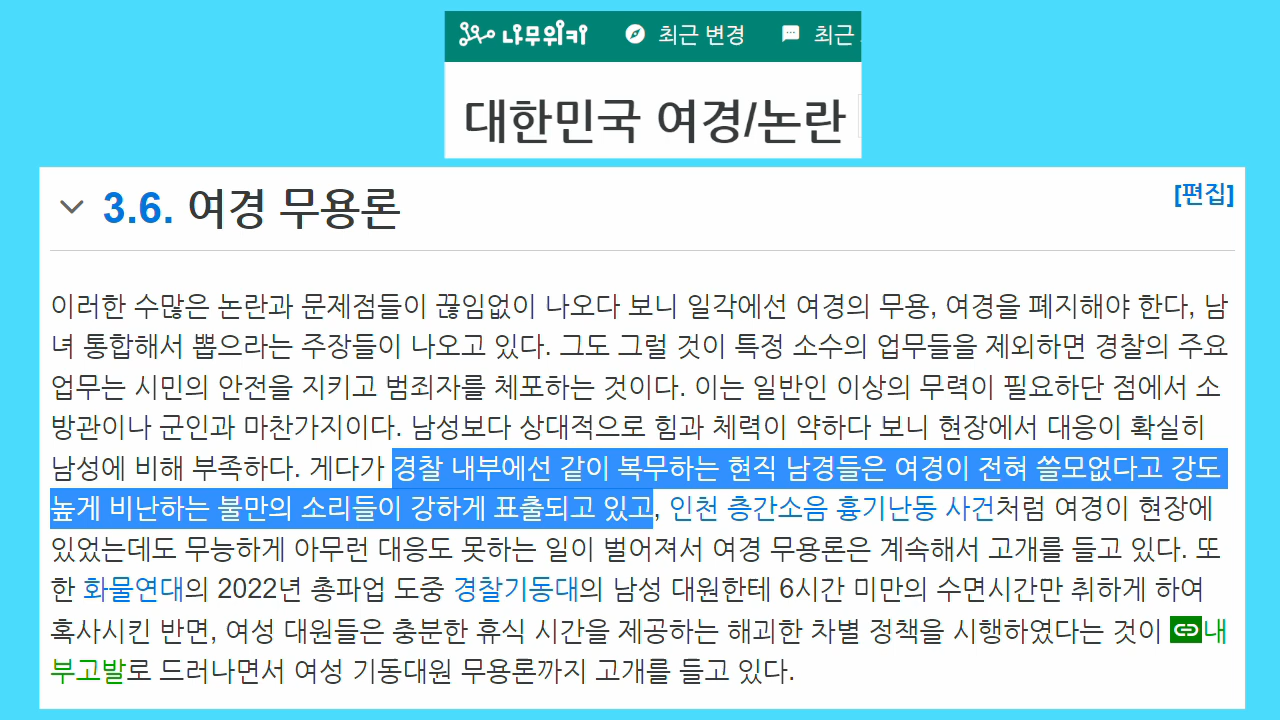 나무위키 최근 변경 최근
대한민국 여경/논란
3.6. 여경 무용론
[편집]
이러한 수많은 논란과 문제점들이 끊임없이 나오다 보니 일각에선 여경의 무용, 여경을 폐지해야 한다, 남
녀 통합해서 뽑으라는 주장들이 나오고 있다. 그도 그럴 것이 특정 소수의 업무들을 제외하면 경찰의 주요
업무는 시민의 안전을 지키고 범죄자를 체포하는 것이다. 이는 일반인 이상의 무력이 필요하단 점에서 소
방관이나 군인과 마찬가지이다. 남성보다 상대적으로 힘과 체력이 약하다 보니 현장에서 대응이 확실히
남성에 비해 부족하다. 게다가 경찰 내부에선 같이 복무하는 현직 남경들은 여경이 전혀 쓸모없다고 강도
높게 비난하는 불만의 소리들이 강하게 표출되고 있고, 인천 층간소음 흉기난동 사건처럼 여경이 현장에
있었는데도 무능하게 아무런 대응도 못하는 일이 벌어져서 여경 무용론은 계속해서 고개를 들고 있다. 또
한 화물연대의 2022년 총파업 도중 경찰기동대의 남성 대원한테 6시간 미만의 수면시간만 취하게 하여
혹사시킨 반면, 여성 대원들은 충분한 휴식 시간을 제공하는 해괴한 차별 정책을 시행하였다는 것이 내
부고발로 드러나면서 여성 기동대원 무용론까지 고개를 들고 있다.